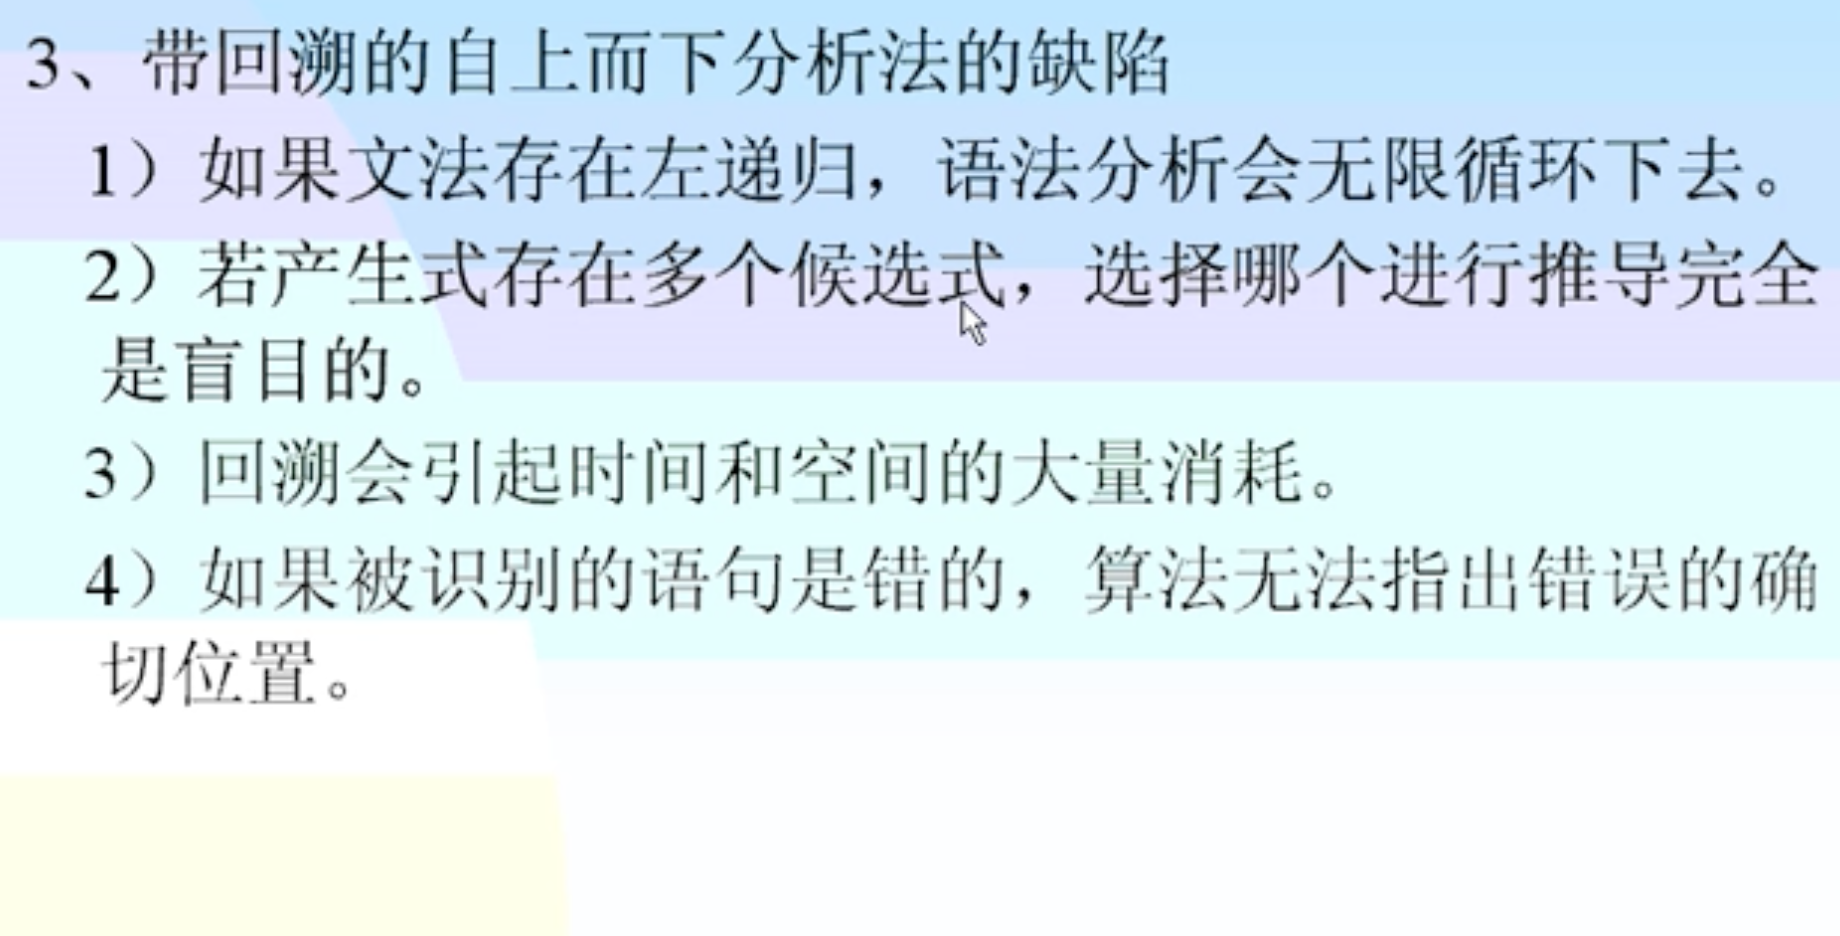 3、带回溯的自上而下分析法的缺陷
1）如果文法存在左递归，语法分析会无限循环下去。
2）若产生式存在多个候选式，选择哪个进行推导完全
是盲目的。
3）回溯会引起时间和空间的大量消耗。
4）如果被识别的语句是错的，算法无法指出错误的确
切位置。